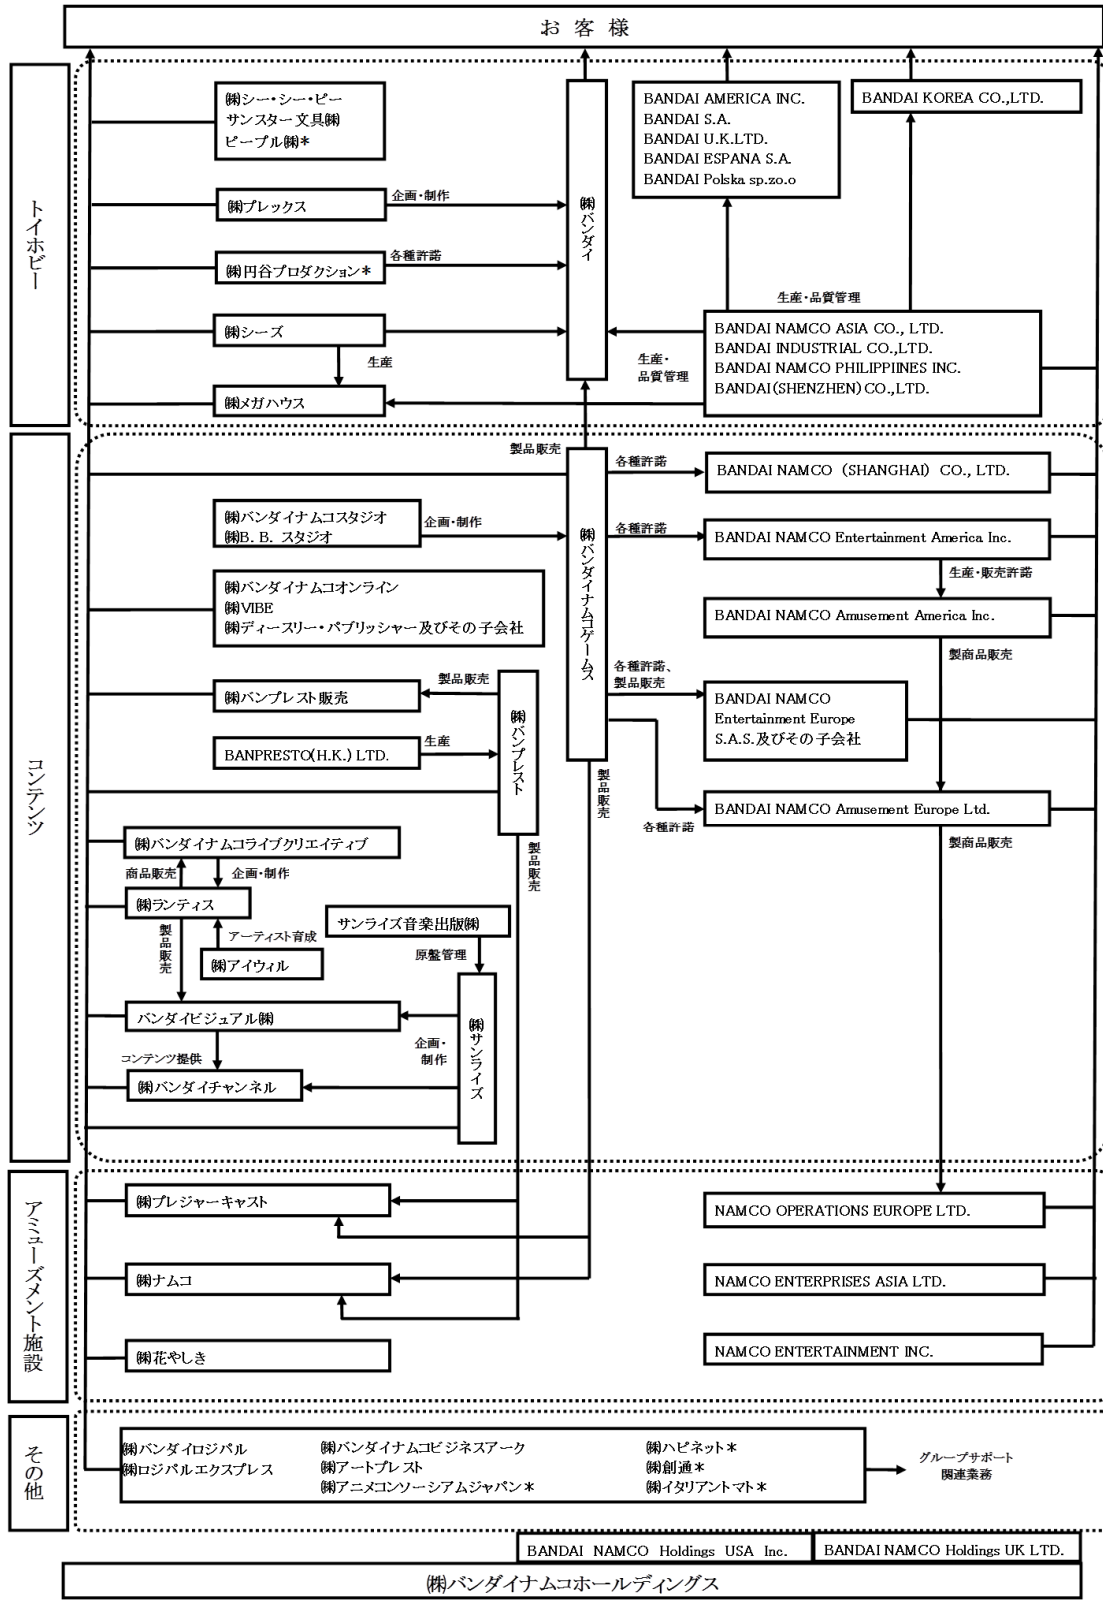 お 客 様
トイホビー
㈱シー・シー・ピー
サンスター文具㈱
ピープル㈱＊
BANDAI AMERICA INC.
BANDAI S.A.
BANDAI U.K.LTD.
BANDAI ESPANA S.A.
BANDAI Polska sp.zo.o
BANDAI KOREA CO.,LTD.
㈱プレックス
企画・制作
㈱バンダイ
㈱円谷プロダクション＊
各種許諾
㈱シーズ
生産
㈱メガハウス
生産・品質管理
BANDAI NAMCO ASIA CO., LTD.
BANDAI INDUSTRIAL CO.,LTD.
BANDAI NAMCO PHILIPPIINES INC.
BANDAI(SHENZHEN)CO.,LTD.
生産・
品質管理
コンテンツ
製品販売
㈱バンダイナムコゲームス
各種許諾
BANDAI NAMCO （SHANGHAI） CO., LTD.
㈱バンダイナムコスタジオ
㈱B．B．スタジオ
企画・制作
各種許諾
BANDAI NAMCO Entertainment America Inc.
生産・販売許諾
㈱バンダイナムコオンライン
㈱VIBE
㈱ディースリー・パブリッシャー及びその子会社
BANDAI NAMCO Amusement America Inc.
製商品販売
㈱バンプレスト販売
製品販売
㈱バンプレスト
各種許諾、
製品販売
BANDAI NAMCO
Entertainment Europe
S.A.S.及びその子会社
BANPRESTO(H.K.) LTD.
生産
製品販売
各種許諾
BANDAI NAMCO Amusement Europe Ltd.
製商品販売
㈱バンダイナムコライブクリエイティブ
製品販売
商品販売
企画・制作
㈱ランティス
サンライズ音楽出版㈱
製品販売
アーティスト育成
㈱アイウィル
原盤管理
バンダイビジュアル㈱
㈱サンライズ
企画・
制作
コンテンツ提供
㈱バンダイチャンネル
アミューズメント施設
㈱プレジャーキャスト
NAMCO OPERATIONS EUROPE LTD.
㈱ナムコ
NAMCO ENTERPRISES ASIA LTD.
㈱花やしき
NAMCO ENTERTAINMENT INC.
その他
㈱バンダイロジパル
㈱ロジパルエクスプレス
㈱バンダイナムコビジネスアーク
㈱アートプレスト
㈱アニメコンソーシアムジャパン＊
㈱ハピネット＊
㈱創通＊
㈱イタリアントマト＊
グループサポート
関連業務
BANDAI NAMCO Holdings USA Inc.
BANDAI NAMCO Holdings UK LTD.
㈱バンダイナムコホールディングス